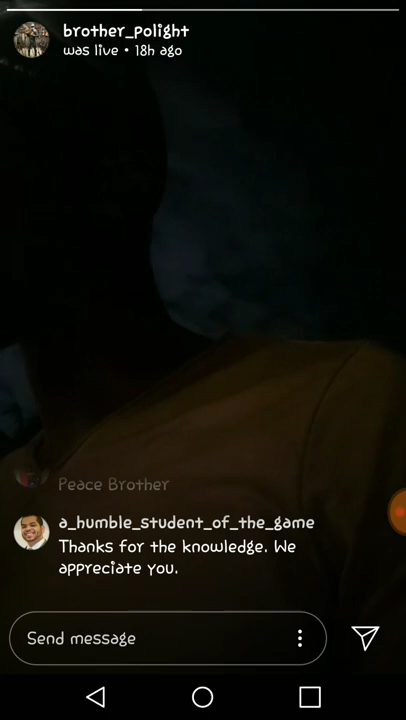 brother_polight
was live • 18h ago
Peace Brother
a_humble_student_of_the_game
Thanks for the knowledge. We
appreciate you.
Send message